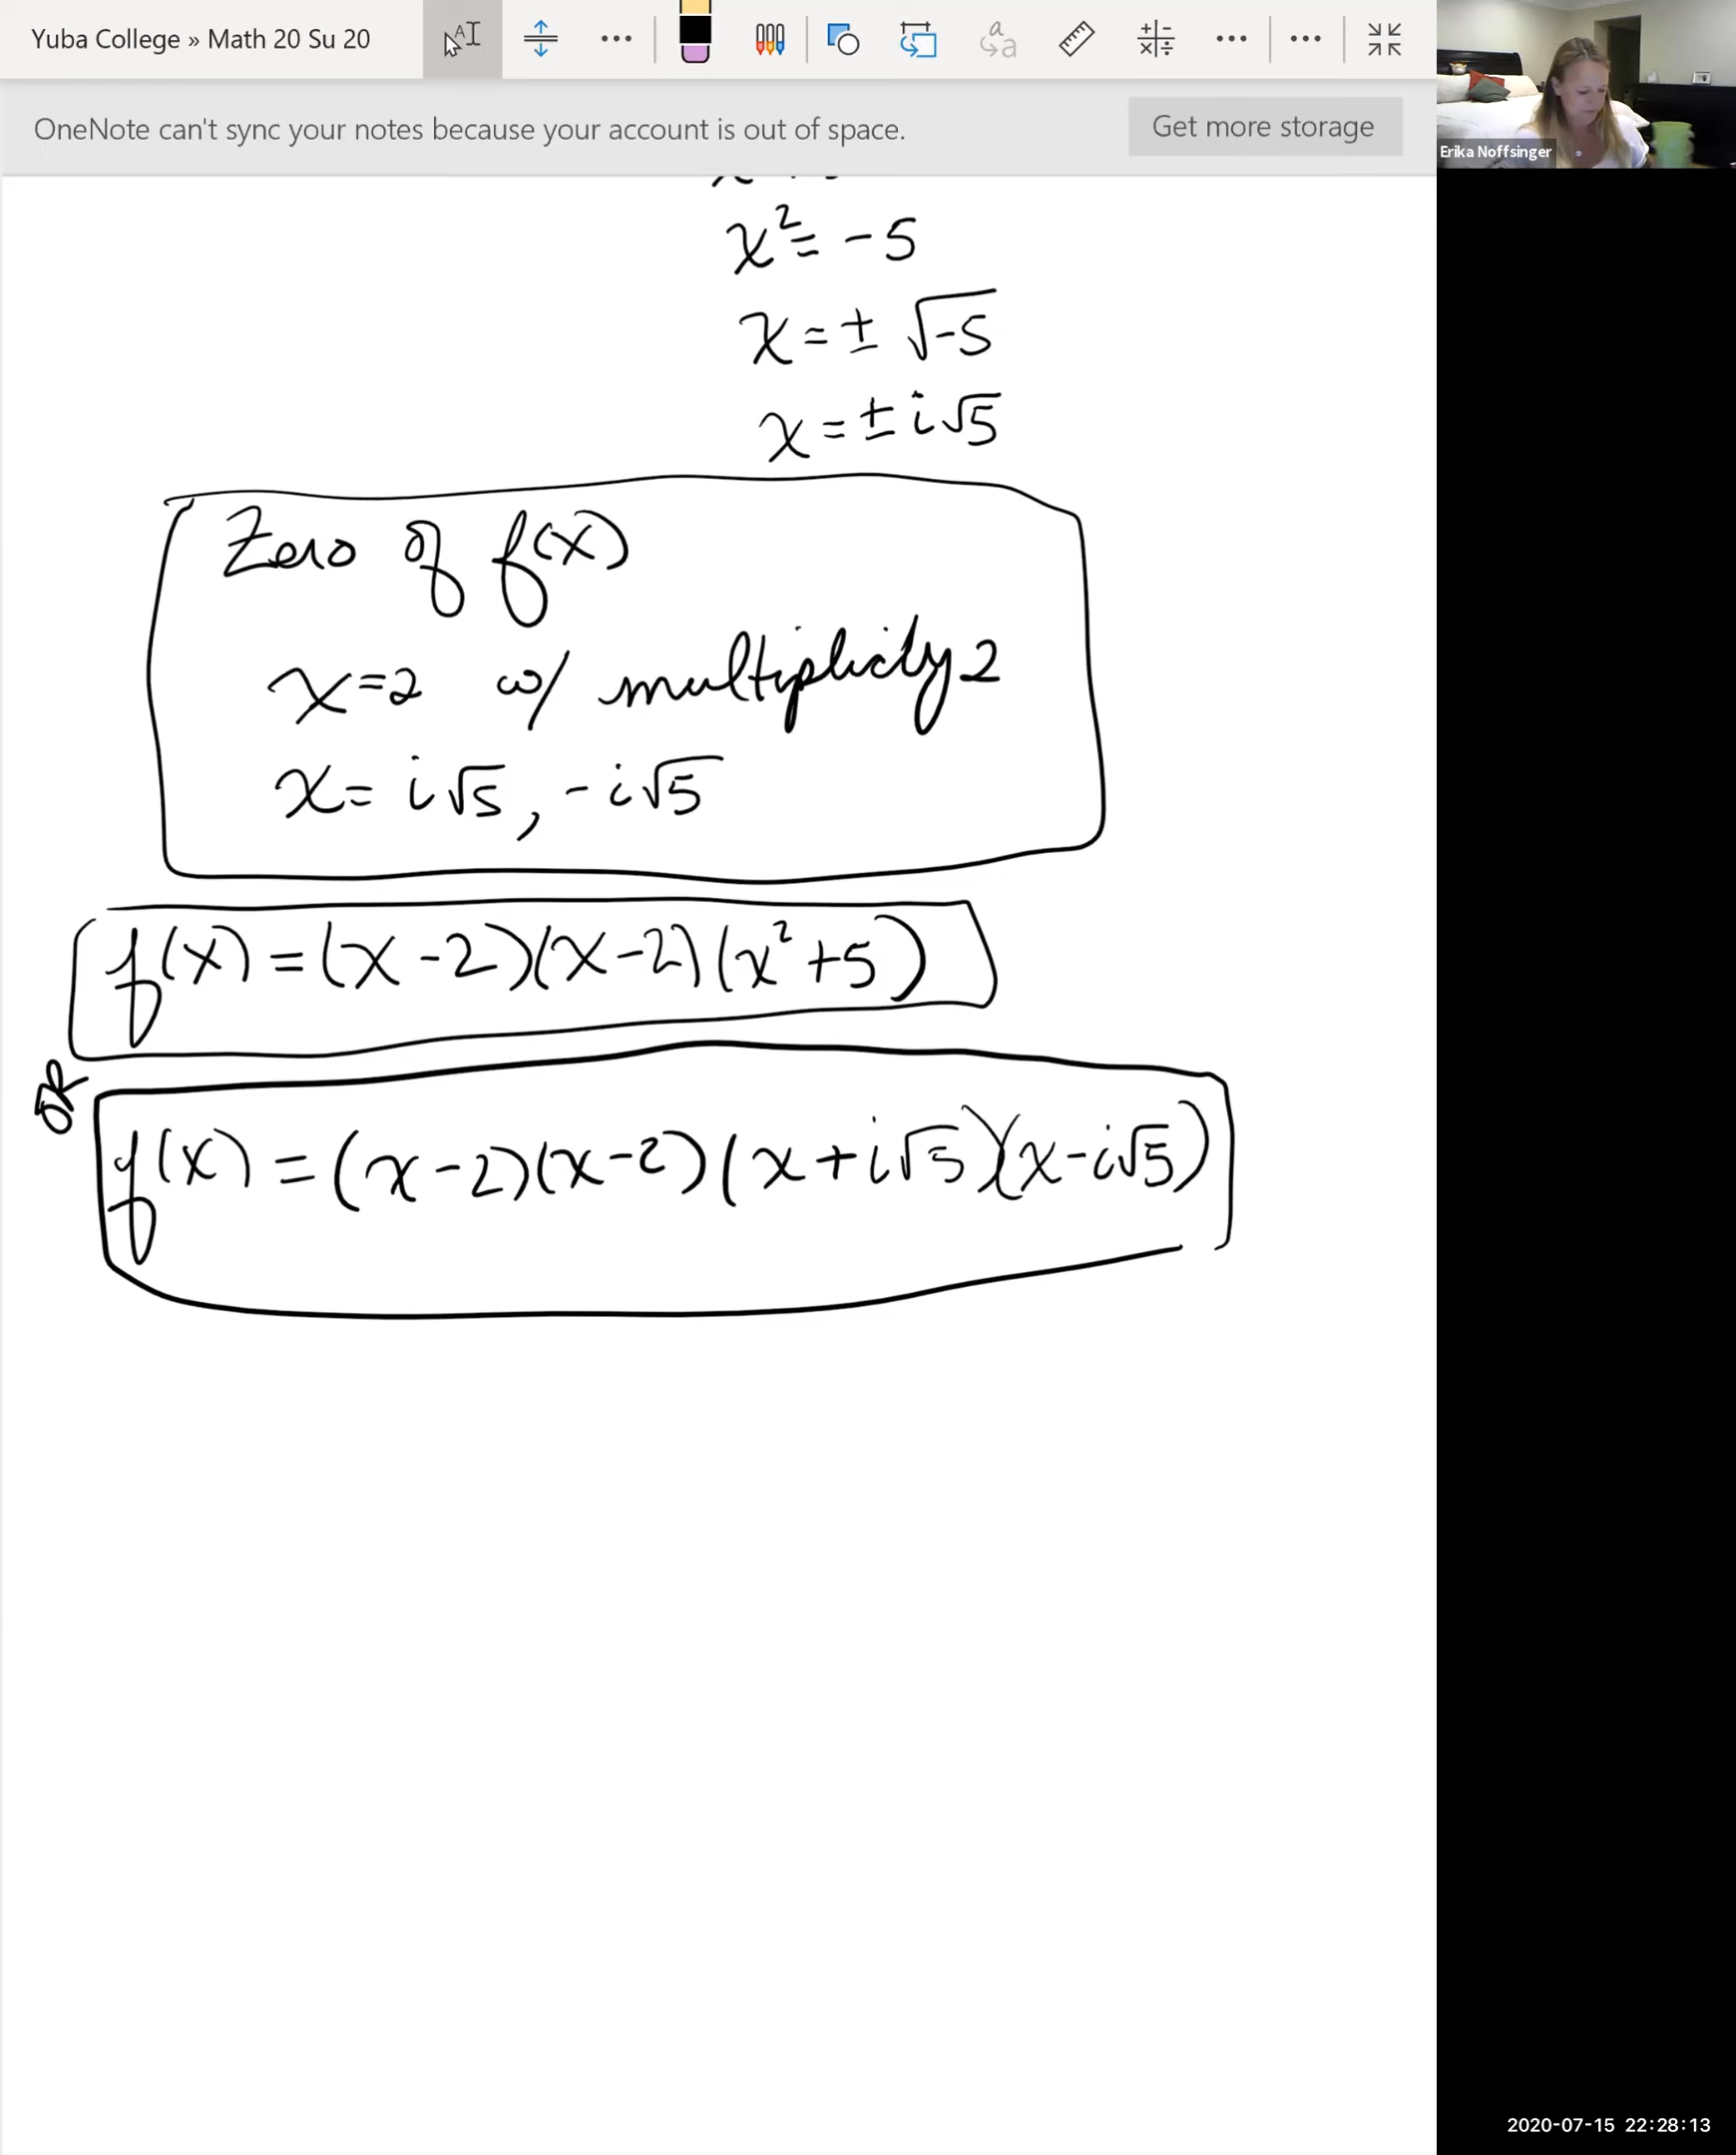 Yuba College » Math 20 Su 20
OneNote can't sync your notes because your account is out of space.
Get more storage
Erika Noffsinger
x² = -5
x = ± √-5
x = ± i√5
Zero of f(x)
x=2 w/ multiplicity 2
x = i√5, -i√5
f(x) = (x-2)(x-2)(x²+5)
or
f(x) = (x-2)(x-2)(x+i√5)(x-i√5)
2020-07-15 22:28:13